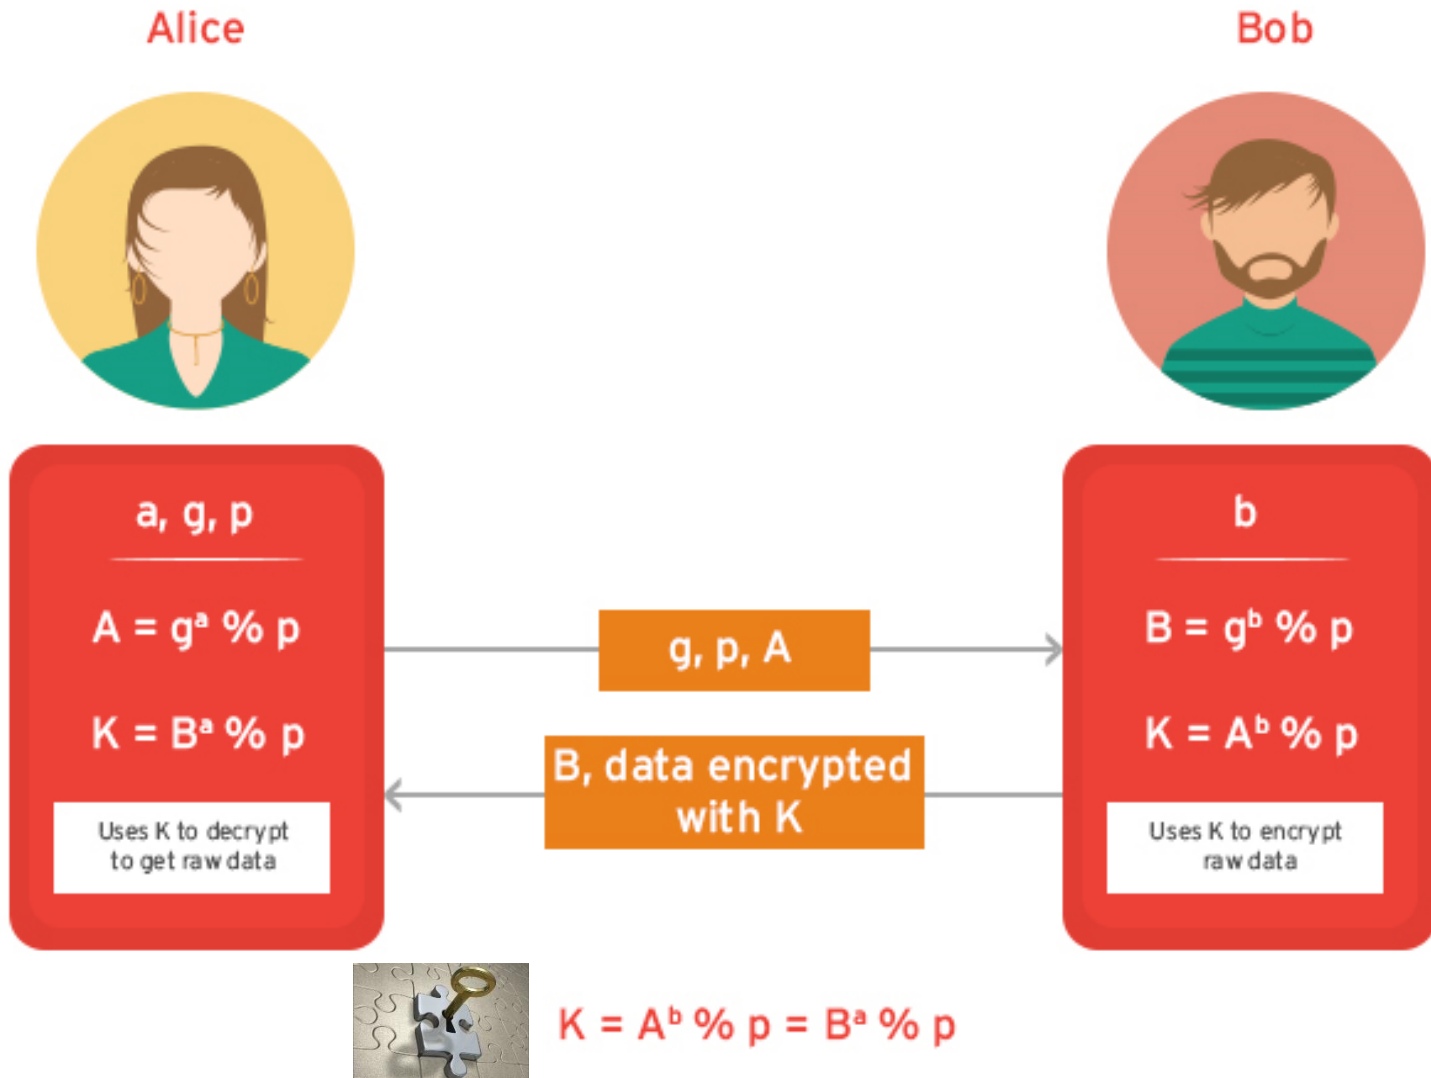 Alice
Bob
a, g, p
A = gᵃ % p
K = Bᵃ % p
Uses K to decrypt
to get raw data
g, p, A
B, data encrypted
with K
b
B = gᵇ % p
K = Aᵇ % p
Uses K to encrypt
raw data
K = Aᵇ % p = Bᵃ % p